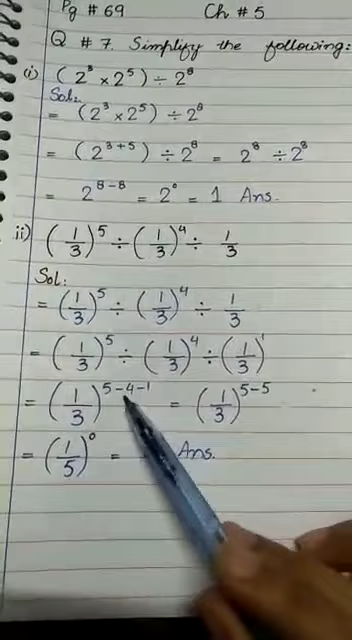 Pg # 69 Ch # 5
Q # 7. Simplify the following:
(i) (2³ × 2⁵) ÷ 2⁸
Sol:
= (2³ × 2⁵) ÷ 2⁸
= (2³⁺⁵) ÷ 2⁸ = 2⁸ ÷ 2⁸
= 2⁸⁻⁸ = 2⁰ = 1 Ans.
ii) (1/3)⁵ ÷ (1/3)⁴ ÷ 1/3
Sol:
= (1/3)⁵ ÷ (1/3)⁴ ÷ 1/3
= (1/3)⁵ ÷ (1/3)⁴ ÷ (1/3)¹
= (1/3)⁵⁻⁴⁻¹ = (1/3)⁵⁻⁵
= (1/5)⁰ = Ans.